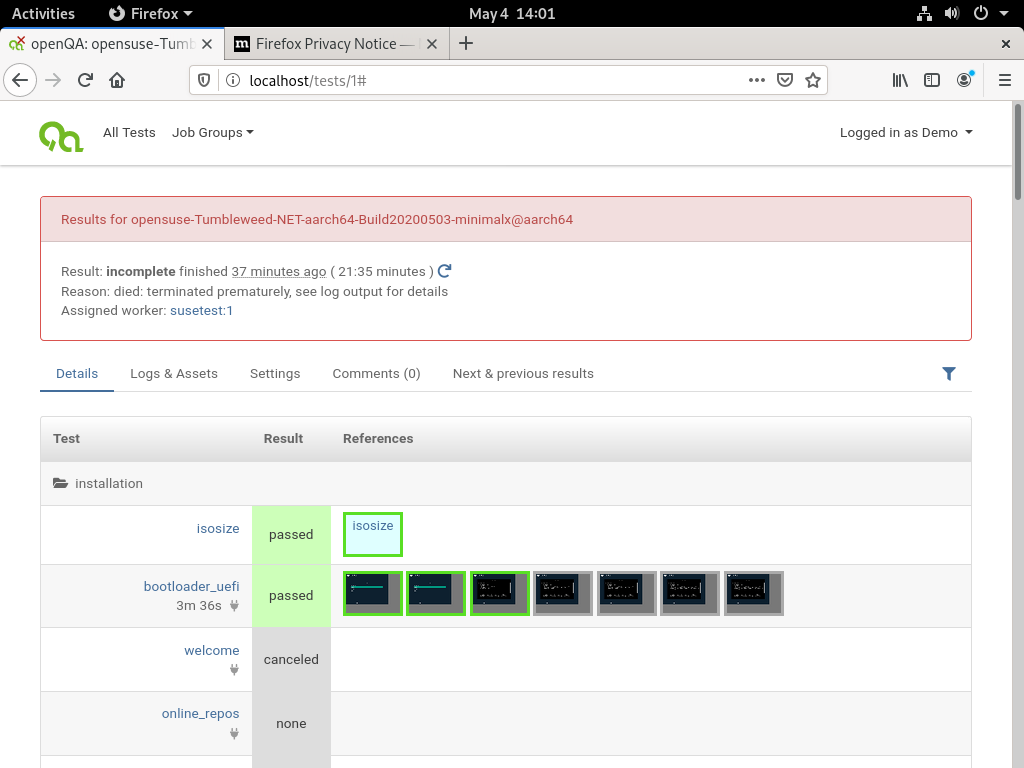 Activities Firefox May 4 14:01
openQA: opensuse-Tumb Firefox Privacy Notice —
localhost/tests/1#
All Tests Job Groups Logged in as Demo
Results for opensuse-Tumbleweed-NET-aarch64-Build20200503-minimalx@aarch64
Result: incomplete finished 37 minutes ago ( 21:35 minutes )
Reason: died: terminated prematurely, see log output for details
Assigned worker: susetest:1
Details Logs & Assets Settings Comments (0) Next & previous results
Test Result References
installation
isosize passed isosize
bootloader_uefi
3m 36s passed
welcome canceled
online_repos none